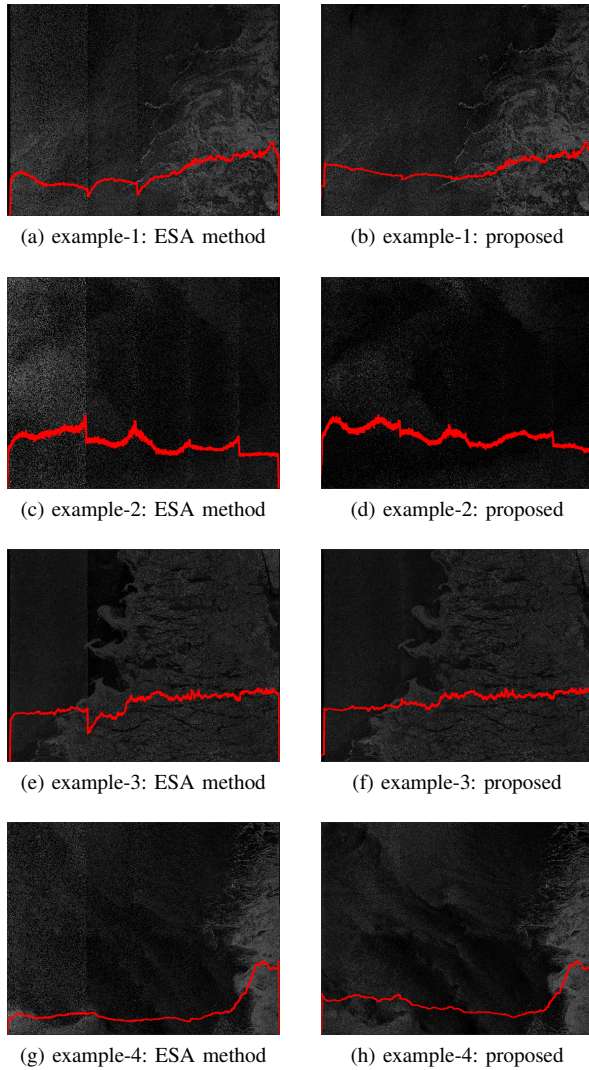 (a) example-1: ESA method
(b) example-1: proposed
(c) example-2: ESA method
(d) example-2: proposed
(e) example-3: ESA method
(f) example-3: proposed
(g) example-4: ESA method
(h) example-4: proposed